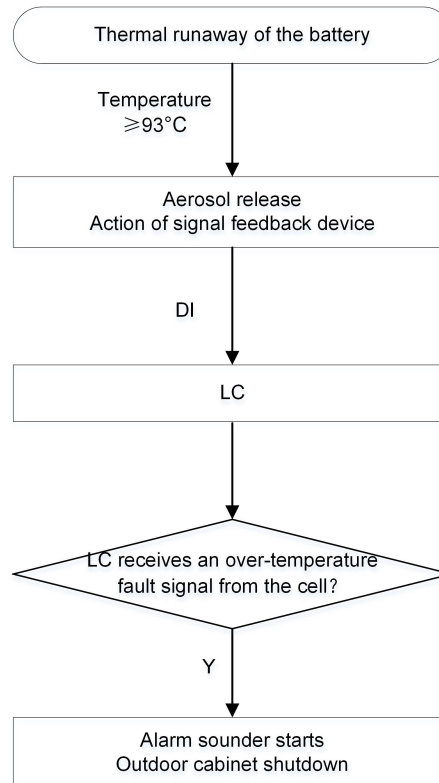 Thermal runaway of the battery
Temperature
≥93°C
Aerosol release
Action of signal feedback device
DI
LC
LC receives an over-temperature
fault signal from the cell?
Y
Alarm sounder starts
Outdoor cabinet shutdown